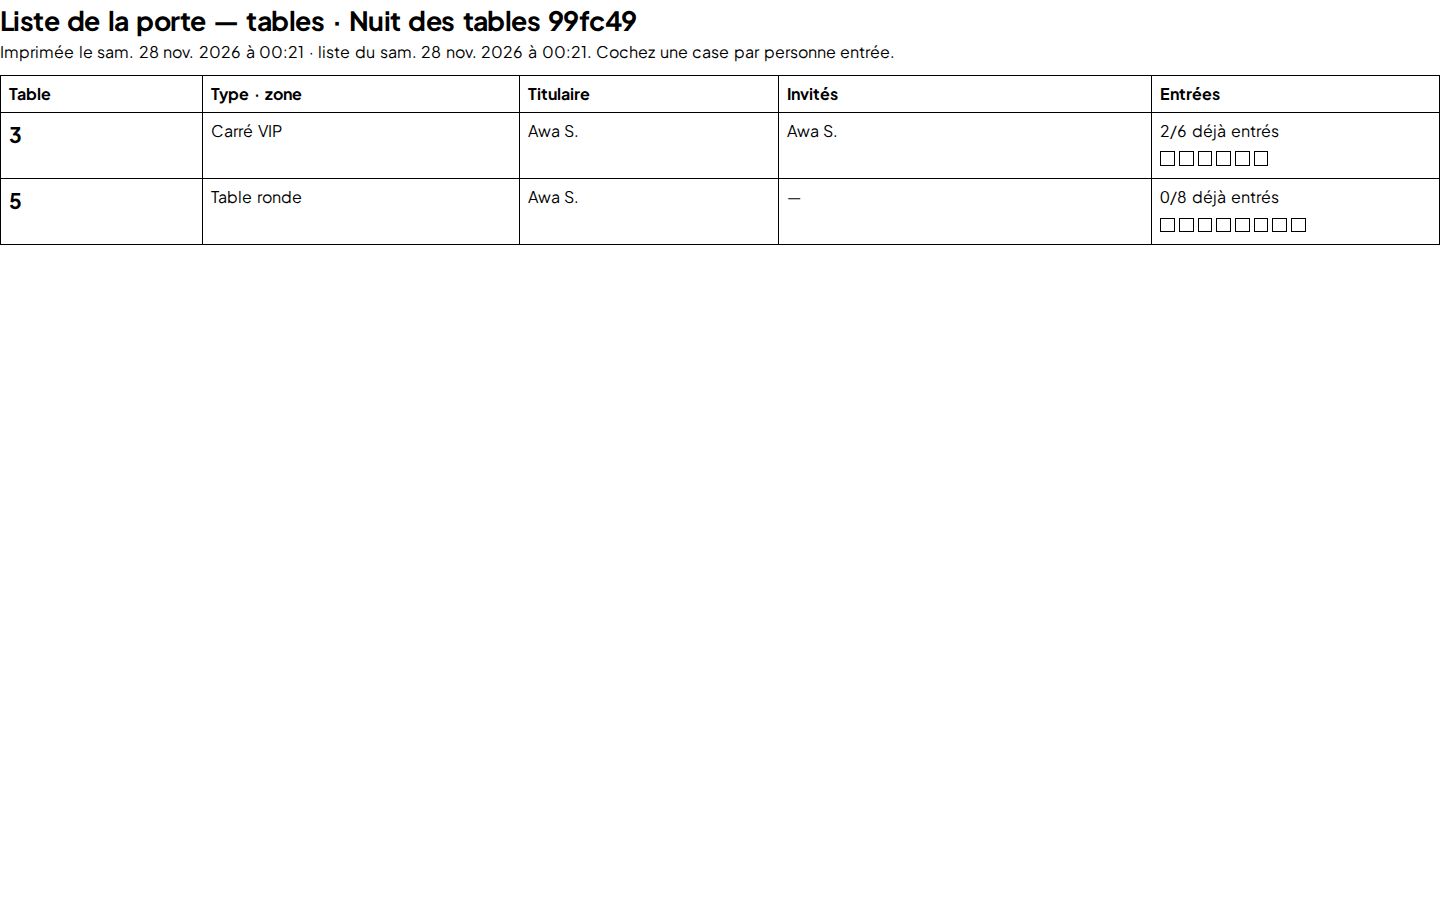 Liste de la porte — tables · Nuit des tables 99fc49
Imprimée le sam. 28 nov. 2026 à 00:21 · liste du sam. 28 nov. 2026 à 00:21. Cochez une case par personne entrée.
Table Type · zone Titulaire Invités Entrées
3 Carré VIP Awa S. Awa S. 2/6 déjà entrés
5 Table ronde Awa S. — 0/8 déjà entrés